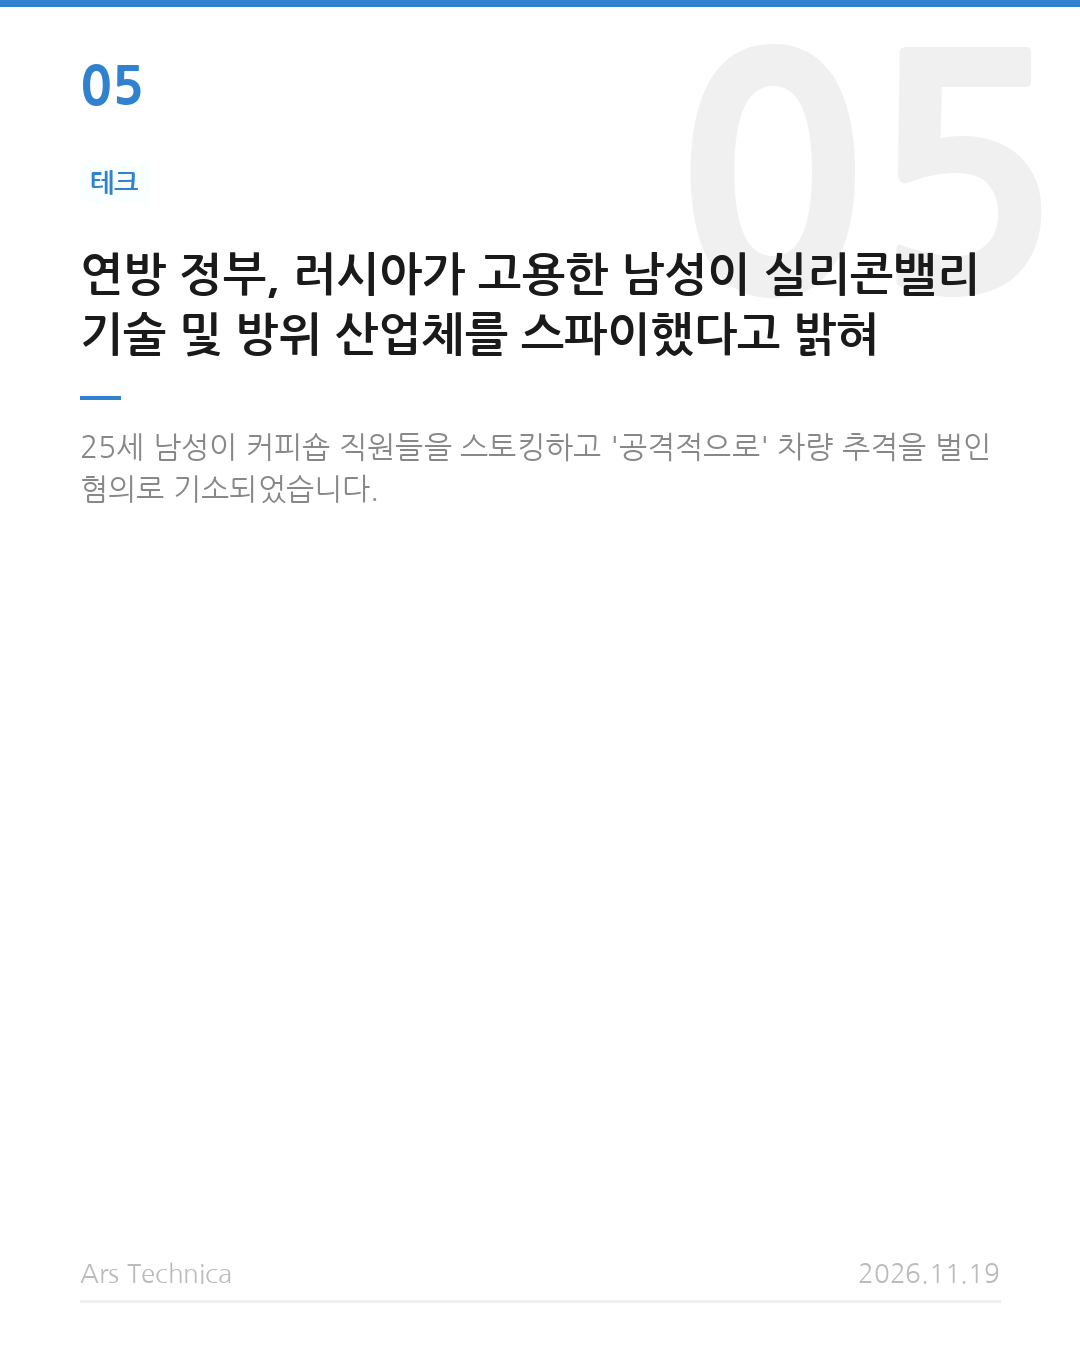 05
05
테크
연방 정부, 러시아가 고용한 남성이 실리콘밸리
기술 및 방위 산업체를 스파이했다고 밝혀
25세 남성이 커피숍 직원들을 스토킹하고 '공격적으로' 차량 추격을 벌인
혐의로 기소되었습니다.
Ars Technica
2026.11.19